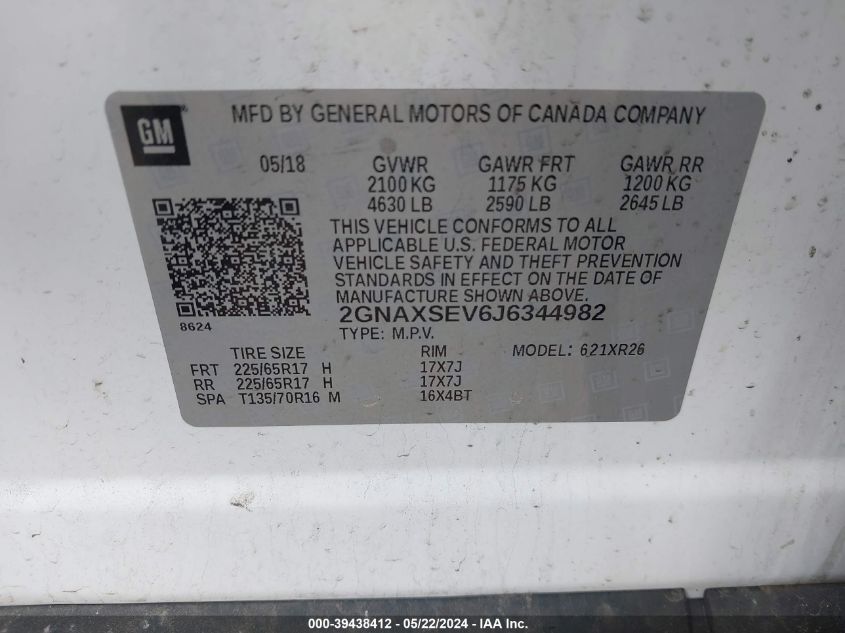 GM
MFD BY GENERAL MOTORS OF CANADA COMPANY
05/18 GVWR GAWR FRT GAWR RR
2100 KG 1175 KG 1200 KG
4630 LB 2590 LB 2645 LB
THIS VEHICLE CONFORMS TO ALL
APPLICABLE U.S. FEDERAL MOTOR
VEHICLE SAFETY AND THEFT PREVENTION
STANDARDS IN EFFECT ON THE DATE OF
MANUFACTURE SHOWN ABOVE.
8624
2GNAXSEV6J6344982
TYPE: M.P.V.
TIRE SIZE RIM MODEL: 621XR26
FRT 225/65R17 H 17X7J
RR 225/65R17 H 17X7J
SPA T135/70R16 M 16X4BT
000-39438412 - 05/22/2024 - IAA Inc.